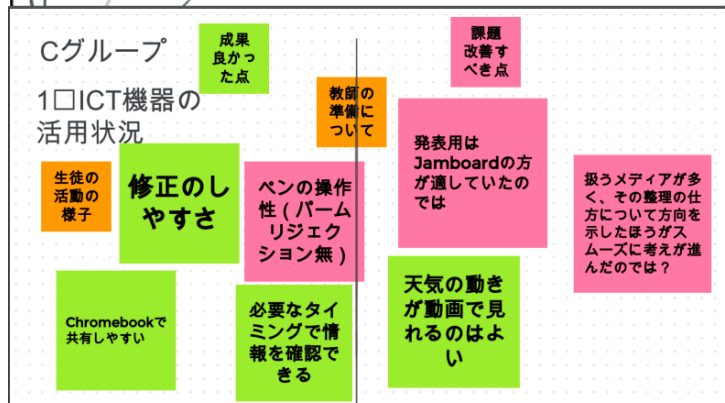 Cグループ
1□ICT機器の
活用状況
成果
良かっ
た点
課題
改善す
べき点
教師の
準備に
ついて
生徒の
活動の
様子
修正のし
やすさ
ペンの操作
性（パーム
リジェク
ション無）
発表用は
Jamboardの方
が適していたの
では
扱うメディアが多
く、その整理の仕
方について方向を
示したほうがス
ムーズに考えが進
んだのでは？
Chromebookで
共有しやすい
必要なタイ
ミングで情
報を確認で
きる
天気の動き
が動画で見
れるのはよ
い